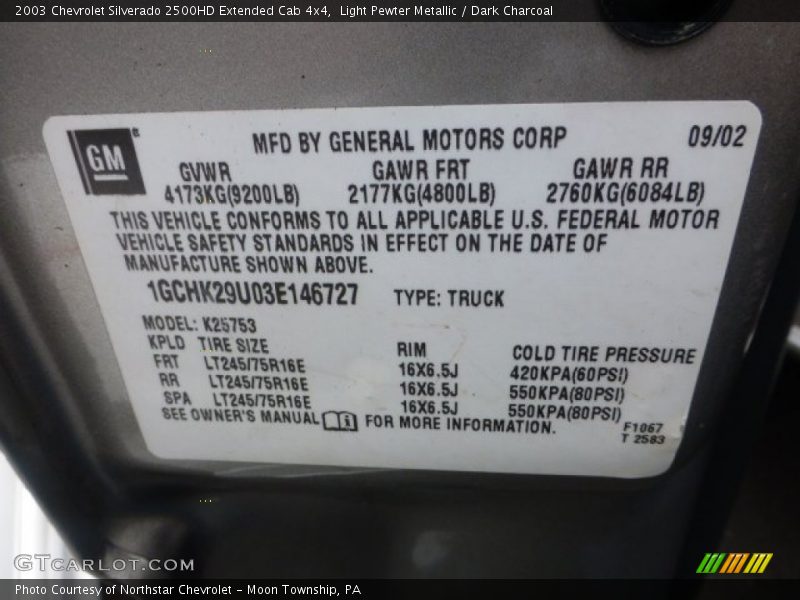 2003 Chevrolet Silverado 2500HD Extended Cab 4x4,  Light Pewter Metallic / Dark Charcoal
GM®
MFD BY GENERAL MOTORS CORP 09/02
GVWR GAWR FRT GAWR RR
4173KG(9200LB) 2177KG(4800LB) 2760KG(6084LB)
THIS VEHICLE CONFORMS TO ALL APPLICABLE U.S. FEDERAL MOTOR
VEHICLE SAFETY STANDARDS IN EFFECT ON THE DATE OF
MANUFACTURE SHOWN ABOVE.
1GCHK29U03E146727 TYPE: TRUCK
MODEL: K25753
KPLD TIRE SIZE RIM COLD TIRE PRESSURE
FRT LT245/75R16E 16X6.5J 420KPA(60PSI)
RR LT245/75R16E 16X6.5J 550KPA(80PSI)
SPA LT245/75R16E 16X6.5J 550KPA(80PSI)
SEE OWNER'S MANUAL FOR MORE INFORMATION.
F1067
T 2583
GTCARLOT.COM
Photo Courtesy of Northstar Chevrolet - Moon Township, PA